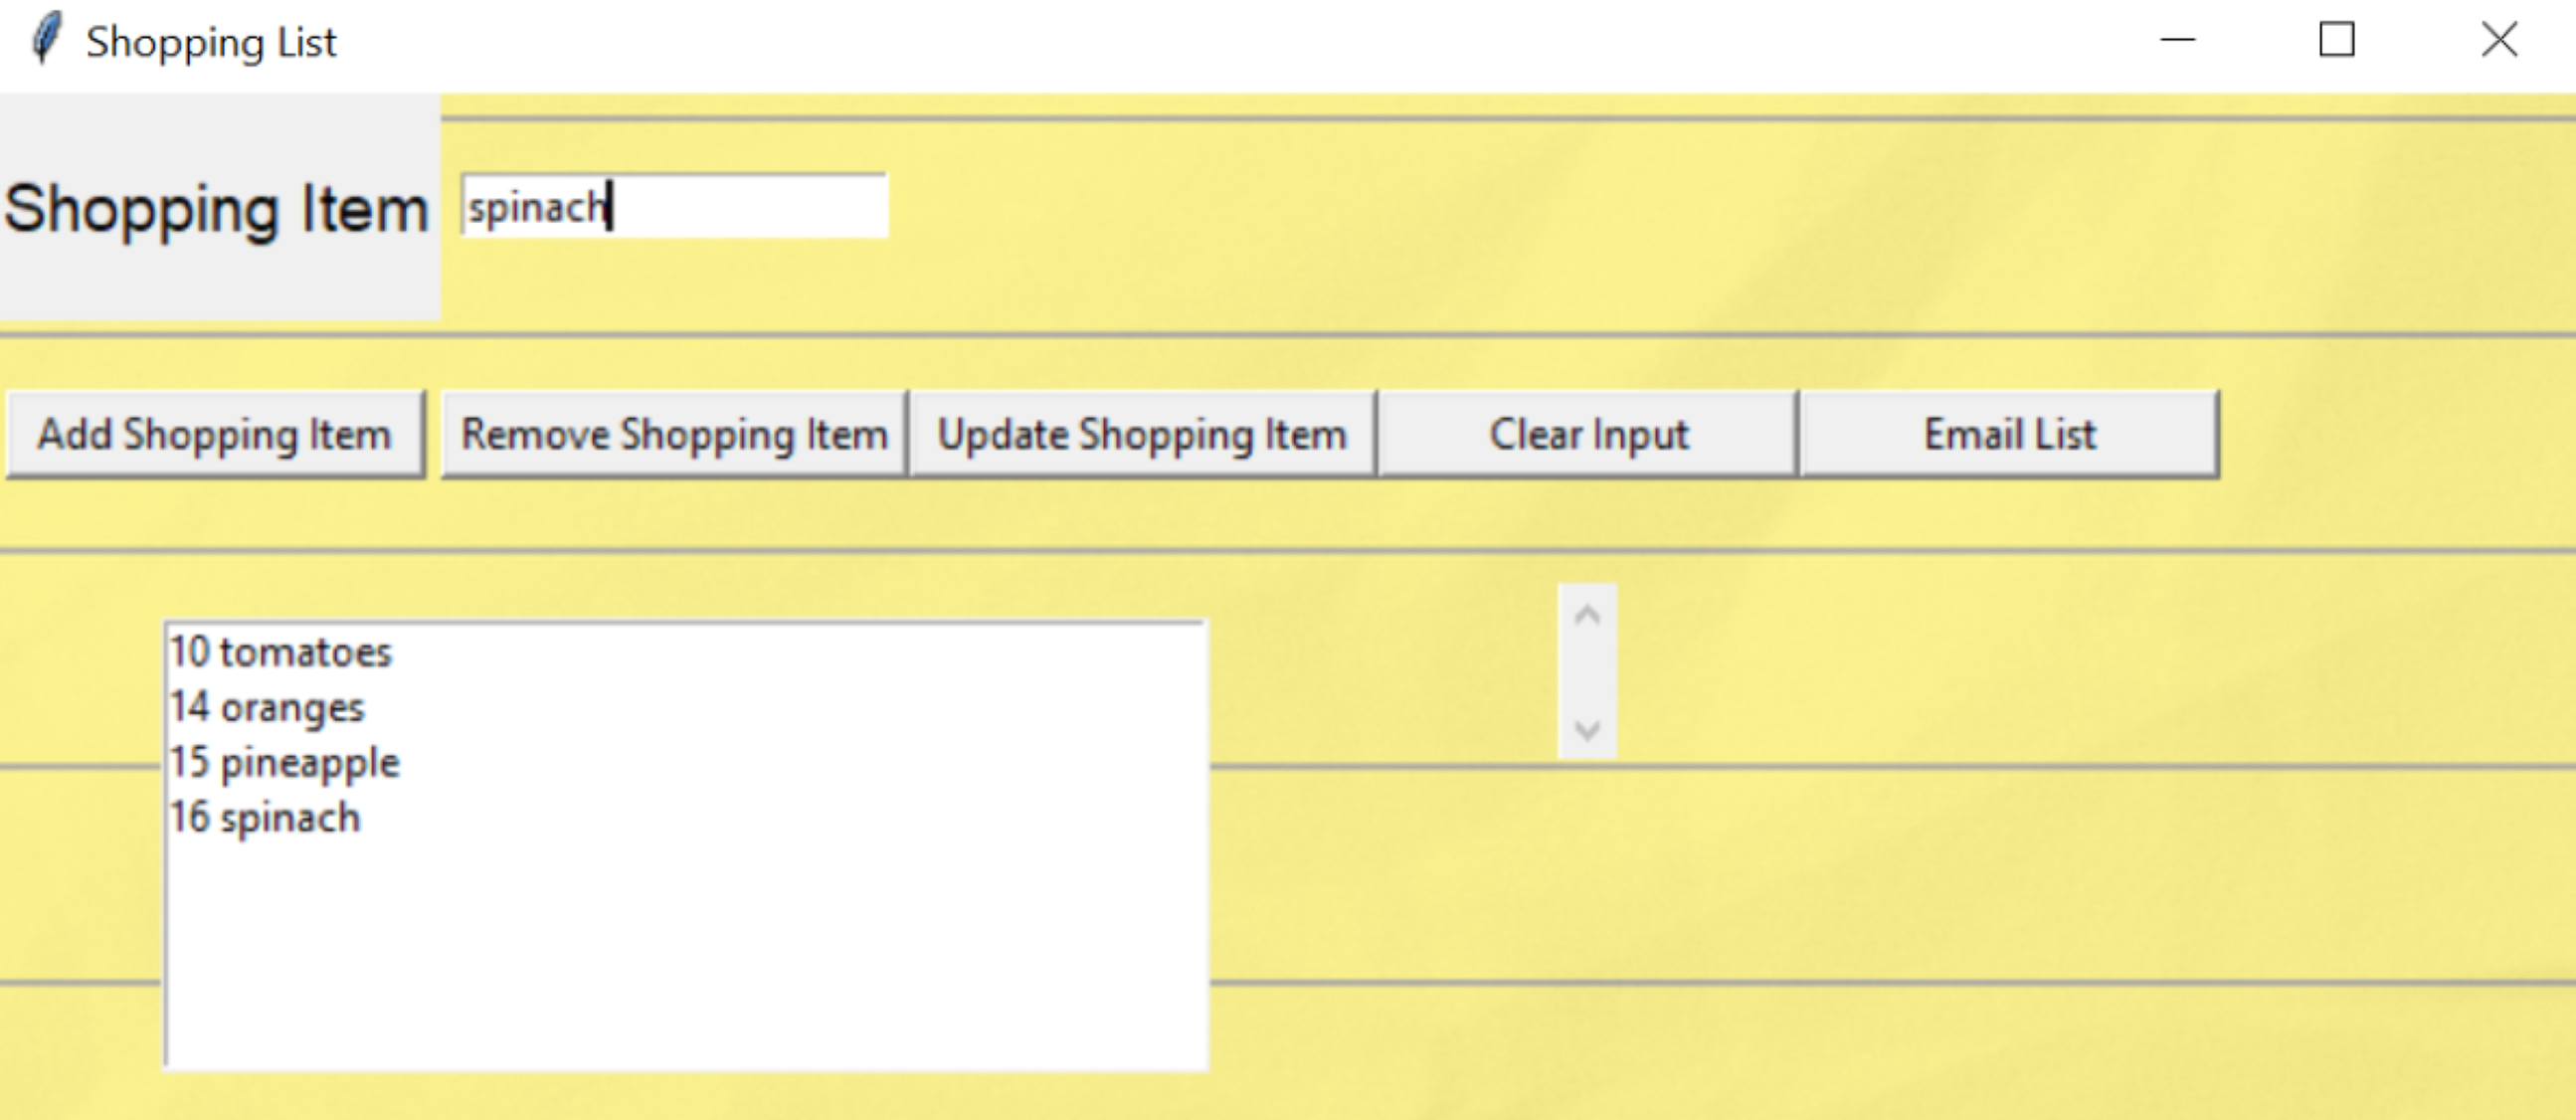 Shopping List
Shopping Item spinach
Add Shopping Item Remove Shopping Item Update Shopping Item Clear Input Email List
10 tomatoes
14 oranges
15 pineapple
16 spinach